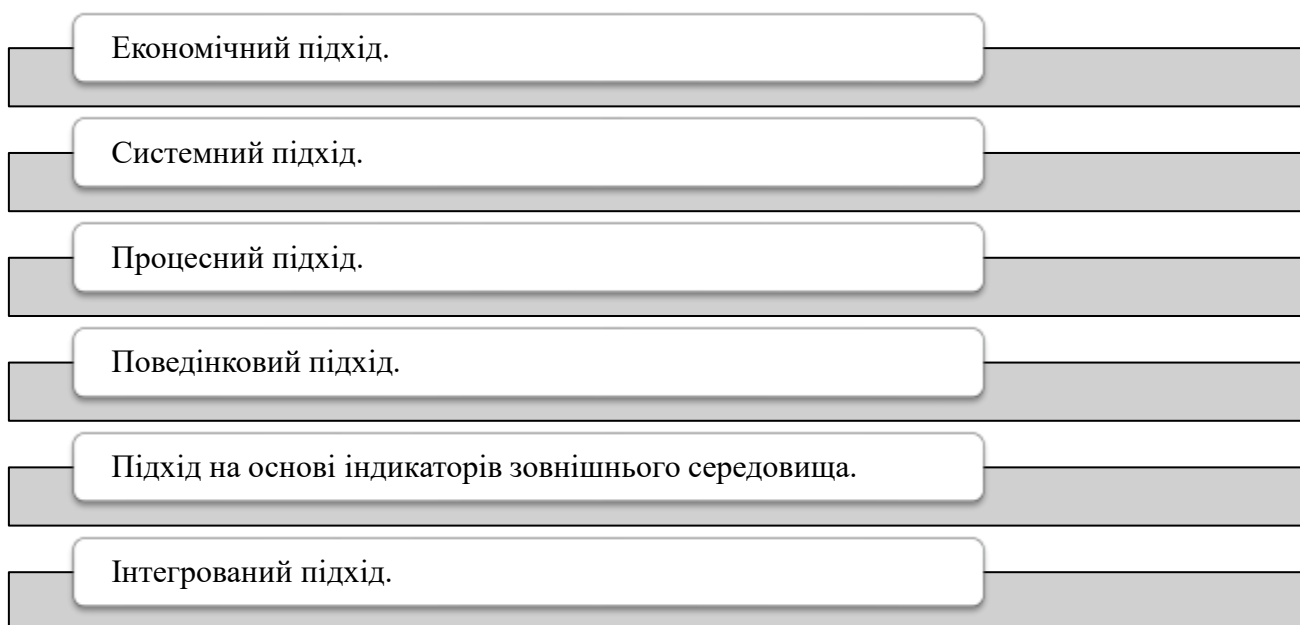 Економічний підхід.
Системний підхід.
Процесний підхід.
Поведінковий підхід.
Підхід на основі індикаторів зовнішнього середовища.
Інтегрований підхід.